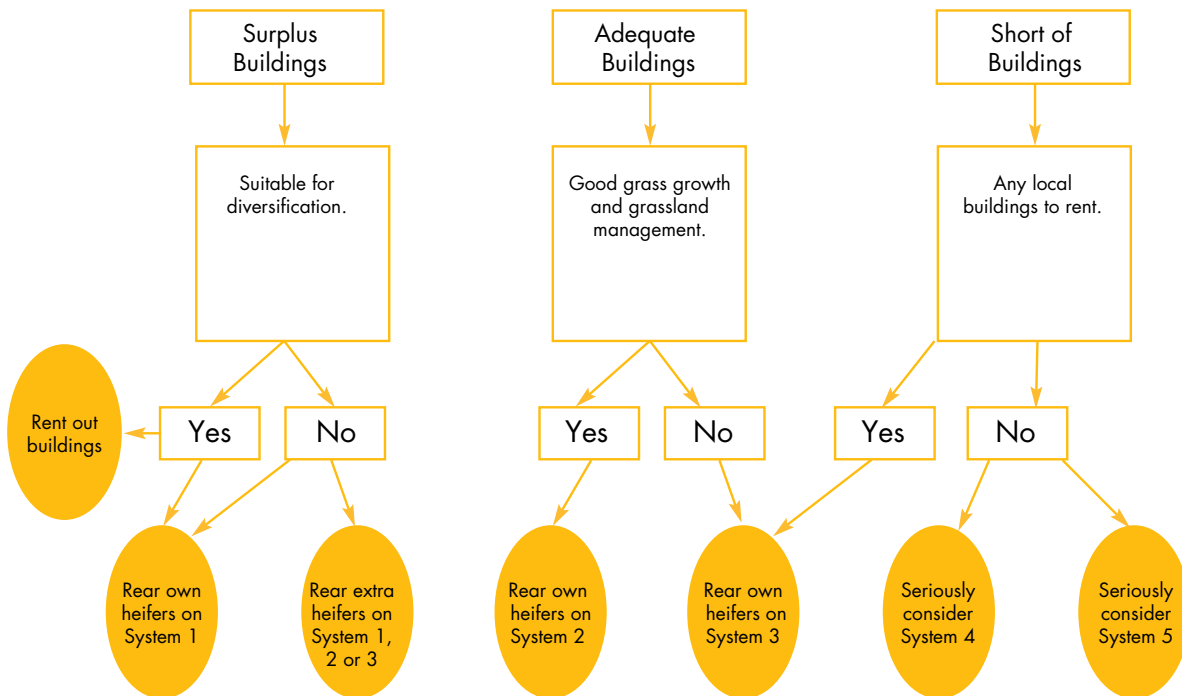 Surplus
Buildings
Adequate
Buildings
Short of
Buildings
Suitable for
diversification.
Good grass growth
and grassland
management.
Any local
buildings to rent.
Rent out
buildings
Yes
No
Yes
No
Yes
No
Rear own
heifers on
System 1
Rear extra
heifers on
System 1,
2 or 3
Rear own
heifers on
System 2
Rear own
heifers on
System 3
Seriously
consider
System 4
Seriously
consider
System 5